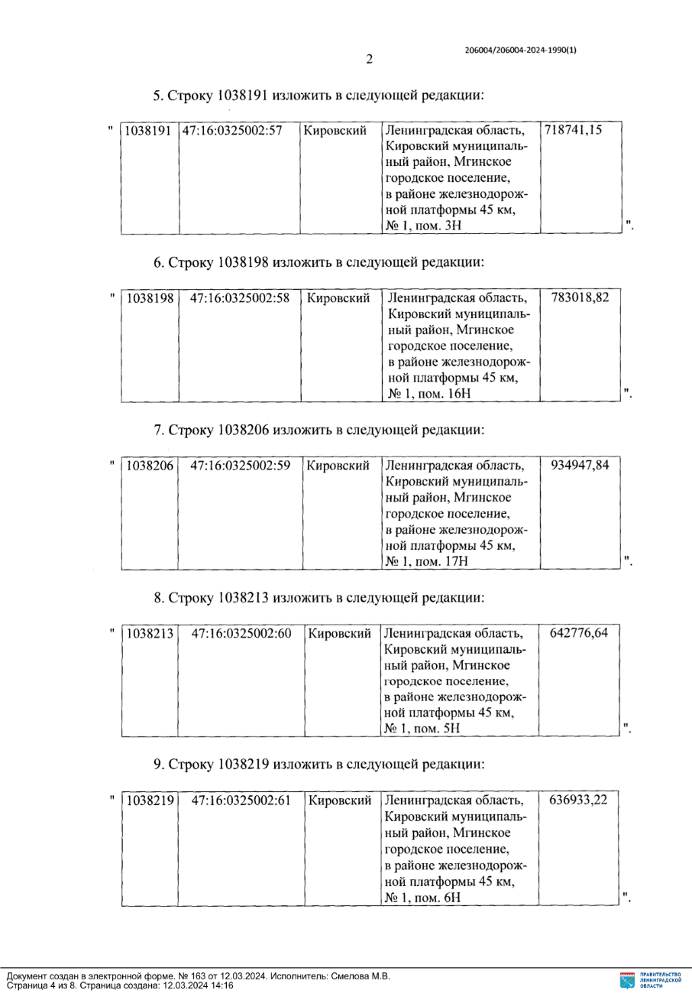 206004/206004-2024-1990(1)
2
5. Строку 1038191 изложить в следующей редакции:
" 1038191 47:16:0325002:57 Кировский Ленинградская область, 718741,15
Кировский муниципаль-
ный район, Мгинское
городское поселение,
в районе железнодорож-
ной платформы 45 км,
№ 1, пом. 3Н ".
6. Строку 1038198 изложить в следующей редакции:
" 1038198 47:16:0325002:58 Кировский Ленинградская область, 783018,82
Кировский муниципаль-
ный район, Мгинское
городское поселение,
в районе железнодорож-
ной платформы 45 км,
№ 1, пом. 16Н ".
7. Строку 1038206 изложить в следующей редакции:
" 1038206 47:16:0325002:59 Кировский Ленинградская область, 934947,84
Кировский муниципаль-
ный район, Мгинское
городское поселение,
в районе железнодорож-
ной платформы 45 км,
№ 1, пом. 17Н ".
8. Строку 1038213 изложить в следующей редакции:
" 1038213 47:16:0325002:60 Кировский Ленинградская область, 642776,64
Кировский муниципаль-
ный район, Мгинское
городское поселение,
в районе железнодорож-
ной платформы 45 км,
№ 1, пом. 5Н ".
9. Строку 1038219 изложить в следующей редакции:
" 1038219 47:16:0325002:61 Кировский Ленинградская область, 636933,22
Кировский муниципаль-
ный район, Мгинское
городское поселение,
в районе железнодорож-
ной платформы 45 км,
№ 1, пом. 6Н ".
Документ создан в электронной форме. № 163 от 12.03.2024. Исполнитель: Смелова М.В.
Страница 4 из 8. Страница создана: 12.03.2024 14:16
ПРАВИТЕЛЬСТВО
ЛЕНИНГРАДСКОЙ
ОБЛАСТИ